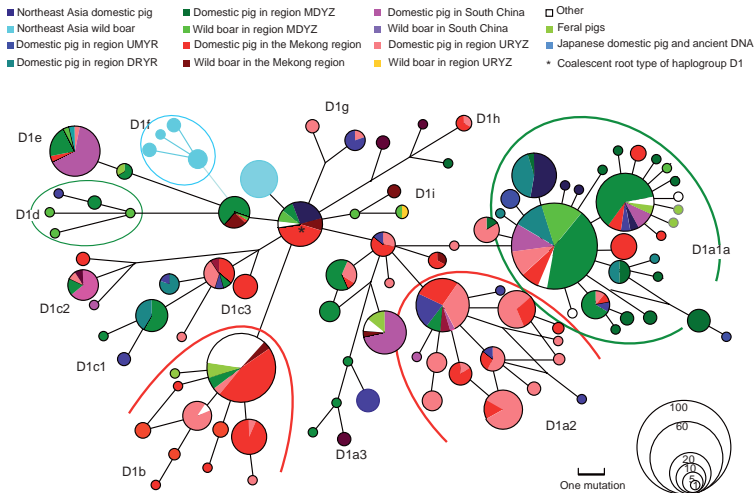 Northeast Asia domestic pig
Northeast Asia wild boar
Domestic pig in region UMYR
Domestic pig in region DRYR
Domestic pig in region MDYZ
Wild boar in region MDYZ
Domestic pig in the Mekong region
Wild boar in the Mekong region
Domestic pig in South China
Wild boar in South China
Domestic pig in region URYZ
Wild boar in region URYZ
Other
Feral pigs
Japanese domestic pig and ancient DNA
* Coalescent root type of haplogroup D1
D1e
D1f
D1g
D1h
D1d
D1i
D1a1a
*
D1c2
D1c3
D1c1
D1b
D1a3
D1a2
One mutation
100
60
20
10
5
1